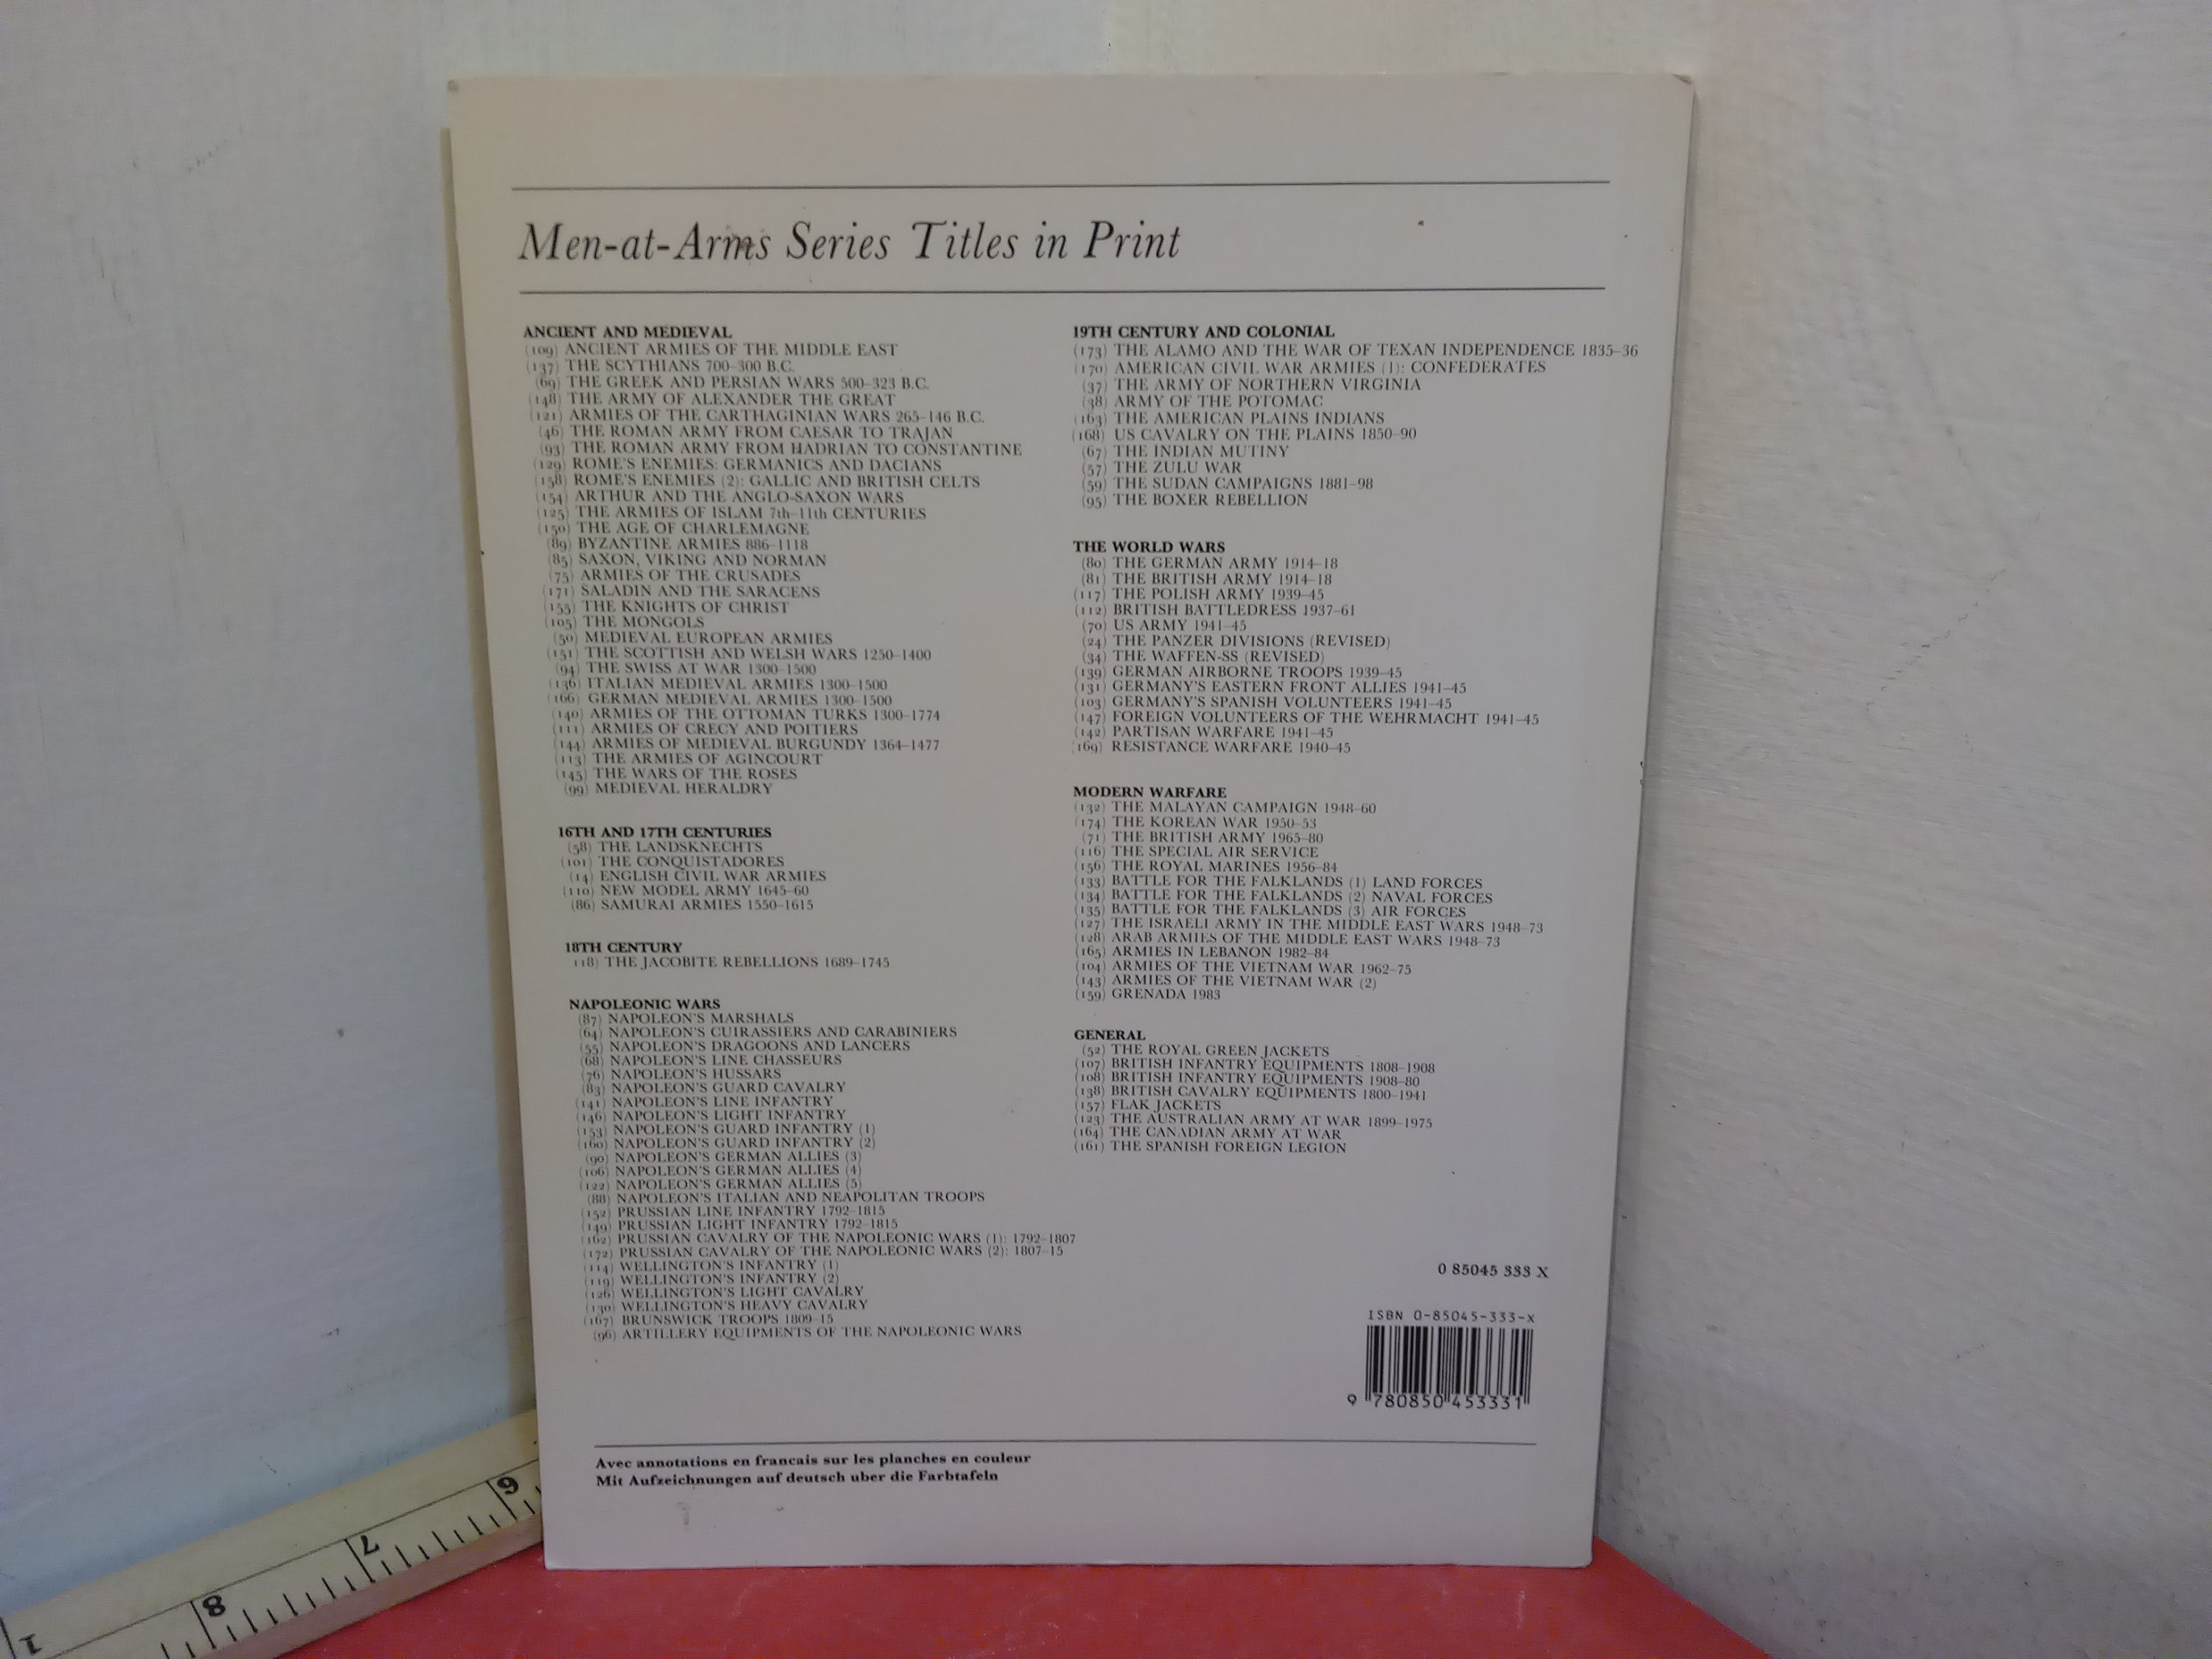 Men-at-Arms Series Titles in Print
ANCIENT AND MEDIEVAL
(109) ANCIENT ARMIES OF THE MIDDLE EAST
(137) THE SCYTHIANS 700–300 B.C.
(69) THE GREEK AND PERSIAN WARS 500–323 B.C.
(148) THE ARMY OF ALEXANDER THE GREAT
(121) ARMIES OF THE CARTHAGINIAN WARS 265–146 B.C.
(46) THE ROMAN ARMY FROM CAESAR TO TRAJAN
(93) THE ROMAN ARMY FROM HADRIAN TO CONSTANTINE
(129) ROME'S ENEMIES: GERMANICS AND DACIANS
(158) ROME'S ENEMIES (2): GALLIC AND BRITISH CELTS
(154) ARTHUR AND THE ANGLO-SAXON WARS
(125) THE ARMIES OF ISLAM 7th–11th CENTURIES
(150) THE AGE OF CHARLEMAGNE
(89) BYZANTINE ARMIES 886–1118
(85) SAXON, VIKING AND NORMAN
(75) ARMIES OF THE CRUSADES
(171) SALADIN AND THE SARACENS
(155) THE KNIGHTS OF CHRIST
(105) THE MONGOLS
(50) MEDIEVAL EUROPEAN ARMIES
(151) THE SCOTTISH AND WELSH WARS 1250–1400
(94) THE SWISS AT WAR 1300–1500
(136) ITALIAN MEDIEVAL ARMIES 1300–1500
(166) GERMAN MEDIEVAL ARMIES 1300–1500
(140) ARMIES OF THE OTTOMAN TURKS 1300–1774
(111) ARMIES OF CRECY AND POITIERS
(144) ARMIES OF MEDIEVAL BURGUNDY 1364–1477
(113) THE ARMIES OF AGINCOURT
(145) THE WARS OF THE ROSES
(99) MEDIEVAL HERALDRY
16TH AND 17TH CENTURIES
(58) THE LANDSKNECHTS
(101) THE CONQUISTADORES
(14) ENGLISH CIVIL WAR ARMIES
(110) NEW MODEL ARMY 1645–60
(86) SAMURAI ARMIES 1550–1615
18TH CENTURY
118) THE JACOBITE REBELLIONS 1689–1745
NAPOLEONIC WARS
(87) NAPOLEON'S MARSHALS
(64) NAPOLEON'S CUIRASSIERS AND CARABINIERS
(55) NAPOLEON'S DRAGOONS AND LANCERS
(68) NAPOLEON'S LINE CHASSEURS
(76) NAPOLEON'S HUSSARS
(83) NAPOLEON'S GUARD CAVALRY
(141) NAPOLEON'S LINE INFANTRY
(146) NAPOLEON'S LIGHT INFANTRY
(153) NAPOLEON'S GUARD INFANTRY (1)
(160) NAPOLEON'S GUARD INFANTRY (2)
(90) NAPOLEON'S GERMAN ALLIES (3)
(106) NAPOLEON'S GERMAN ALLIES (4)
(122) NAPOLEON'S GERMAN ALLIES (5)
(88) NAPOLEON'S ITALIAN AND NEAPOLITAN TROOPS
(152) PRUSSIAN LINE INFANTRY 1792–1815
(149) PRUSSIAN LIGHT INFANTRY 1792–1815
(162) PRUSSIAN CAVALRY OF THE NAPOLEONIC WARS (1): 1792–1807
(172) PRUSSIAN CAVALRY OF THE NAPOLEONIC WARS (2): 1807–15
(114) WELLINGTON'S INFANTRY (1)
(119) WELLINGTON'S INFANTRY (2)
(126) WELLINGTON'S LIGHT CAVALRY
(130) WELLINGTON'S HEAVY CAVALRY
(167) BRUNSWICK TROOPS 1809–15
(96) ARTILLERY EQUIPMENTS OF THE NAPOLEONIC WARS
19TH CENTURY AND COLONIAL
(173) THE ALAMO AND THE WAR OF TEXAN INDEPENDENCE 1835–36
(170) AMERICAN CIVIL WAR ARMIES (1): CONFEDERATES
(37) THE ARMY OF NORTHERN VIRGINIA
(38) ARMY OF THE POTOMAC
(163) THE AMERICAN PLAINS INDIANS
(168) US CAVALRY ON THE PLAINS 1850–90
(67) THE INDIAN MUTINY
(57) THE ZULU WAR
(59) THE SUDAN CAMPAIGNS 1881–98
(95) THE BOXER REBELLION
THE WORLD WARS
(80) THE GERMAN ARMY 1914–18
(81) THE BRITISH ARMY 1914–18
(117) THE POLISH ARMY 1939–45
(112) BRITISH BATTLEDRESS 1937–61
(70) US ARMY 1941–45
(24) THE PANZER DIVISIONS (REVISED)
(34) THE WAFFEN-SS (REVISED)
(139) GERMAN AIRBORNE TROOPS 1939–45
(131) GERMANY'S EASTERN FRONT ALLIES 1941–45
(103) GERMANY'S SPANISH VOLUNTEERS 1941–45
(147) FOREIGN VOLUNTEERS OF THE WEHRMACHT 1941–45
(142) PARTISAN WARFARE 1941–45
(169) RESISTANCE WARFARE 1940–45
MODERN WARFARE
(132) THE MALAYAN CAMPAIGN 1948–60
(174) THE KOREAN WAR 1950–53
(71) THE BRITISH ARMY 1965–80
(116) THE SPECIAL AIR SERVICE
(156) THE ROYAL MARINES 1956–84
(133) BATTLE FOR THE FALKLANDS (1) LAND FORCES
(134) BATTLE FOR THE FALKLANDS (2) NAVAL FORCES
(135) BATTLE FOR THE FALKLANDS (3) AIR FORCES
(127) THE ISRAELI ARMY IN THE MIDDLE EAST WARS 1948–73
(128) ARAB ARMIES OF THE MIDDLE EAST WARS 1948–73
(165) ARMIES IN LEBANON 1982–84
(104) ARMIES OF THE VIETNAM WAR 1962–75
(143) ARMIES OF THE VIETNAM WAR (2)
(159) GRENADA 1983
GENERAL
(52) THE ROYAL GREEN JACKETS
(107) BRITISH INFANTRY EQUIPMENTS 1808–1908
(108) BRITISH INFANTRY EQUIPMENTS 1908–80
(138) BRITISH CAVALRY EQUIPMENTS 1800–1941
(157) FLAK JACKETS
(123) THE AUSTRALIAN ARMY AT WAR 1899–1975
(164) THE CANADIAN ARMY AT WAR
(161) THE SPANISH FOREIGN LEGION
0 85045 333 X
ISBN 0-85045-333-X
9 780850 453331
Avec annotations en francais sur les planches en couleur
Mit Aufzeichnungen auf deutsch uber die Farbtafeln
1 8 7 6